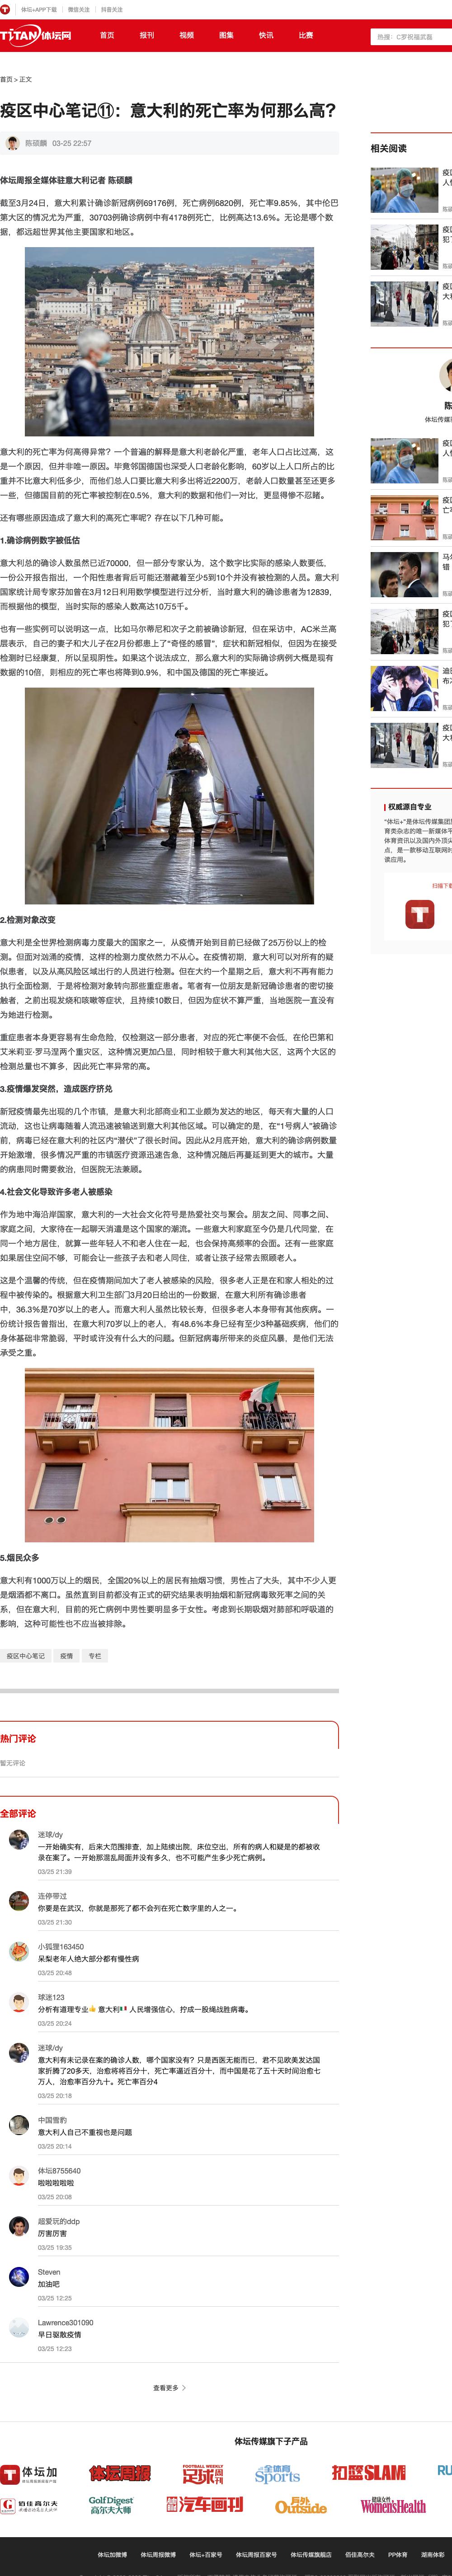 体坛+APP下载
微信关注
抖音关注
TITAN体坛网
首页
报刊
视频
图集
快讯
比赛
热搜：C罗祝福武磊
首页 > 正文
疫区中心笔记⑪：意大利的死亡率为何那么高？
陈硕麟 03-25 22:57
体坛周报全媒体驻意大利记者 陈硕麟
截至3月24日，意大利累计确诊新冠病例69176例，死亡病例6820例，死亡率9.85%，其中伦巴
第大区的情况尤为严重，30703例确诊病例中有4178例死亡，比例高达13.6%。无论是哪个数
据，都远超世界其他主要国家和地区。
意大利的死亡率为何高得异常？一个普遍的解释是意大利老龄化严重，老年人口占比过高，这
是一个原因，但并非唯一原因。毕竟邻国德国也深受人口老龄化影响，60岁以上人口所占的比
重并不比意大利低多少，而他们总人口要比意大利多出将近2200万，老龄人口数量甚至还更多
一些，但德国目前的死亡率被控制在0.5%，意大利的数据和他们一对比，更显得惨不忍睹。
还有哪些原因造成了意大利的高死亡率呢？存在以下几种可能。
1.确诊病例数字被低估
意大利总的确诊人数虽然已近70000，但一部分专家认为，这个数字比实际的感染人数要低，
一份公开报告指出，一个阳性患者背后可能还潜藏着至少5到10个并没有被检测的人员。意大利
国家统计局专家芬加曾在3月12日利用数学模型进行过分析，当时意大利的确诊患者为12839，
而根据他的模型，当时实际的感染人数高达10万5千。
也有一些实例可以说明这一点，比如马尔蒂尼和次子之前被确诊新冠，但在采访中，AC米兰高
层表示，自己的妻子和大儿子在2月份都患上了“奇怪的感冒”，症状和新冠相似，但因为在接受
检测时已经康复，所以呈现阴性。如果这个说法成立，那么意大利的实际确诊病例大概是现有
数据的10倍，则相应的死亡率也将降到0.9%，和中国及德国的死亡率接近。
2.检测对象改变
意大利是全世界检测病毒力度最大的国家之一，从疫情开始到目前已经做了25万份以上的检
测。但面对汹涌的疫情，这样的检测力度依然力不从心。在疫情初期，意大利可以对所有的疑
似患者，以及从高风险区域出行的人员进行检测。但在大约一个星期之后，意大利不再有能力
执行全面检测，于是将检测对象转向那些重症患者。笔者有一位朋友是新冠确诊患者的密切接
触者，之前出现发烧和咳嗽等症状，且持续10数日，但因为症状不算严重，当地医院一直没有
为她进行检测。
重症患者本身更容易有生命危险，仅检测这一部分患者，对应的死亡率便不会低，在伦巴第和
艾米莉亚·罗马涅两个重灾区，这种情况更加凸显，同时相较于意大利其他大区，这两个大区的
检测总量也不算多，因此死亡率异常的高。
3.疫情爆发突然，造成医疗挤兑
新冠疫情最先出现的几个市镇，是意大利北部商业和工业颇为发达的地区，每天有大量的人口
流动，这也让病毒随着人流迅速被输送到意大利其他区域。可以确定的是，在“1号病人”被确诊
前，病毒已经在意大利的社区内“潜伏”了很长时间。因此从2月底开始，意大利的确诊病例数量
开始激增，很多情况严重的市镇医疗资源迅速告急，这种情况随后再蔓延到更大的城市。大量
的病患同时需要救治，但医院无法兼顾。
4.社会文化导致许多老人被感染
作为地中海沿岸国家，意大利的一大社会文化符号是热爱社交与聚会。朋友之间、同事之间、
家庭之间，大家待在一起聊天消遣是这个国家的潮流。一些意大利家庭至今仍是几代同堂，在
同一个地方居住，就算一些年轻人不和老人住在一起，也会保持高频率的会面。还有一些家庭
如果居住空间不够，可能会让一些孩子去和老人同住，或者让孩子经常去照顾老人。
这是个温馨的传统，但在疫情期间加大了老人被感染的风险，很多老人正是在和家人相处的过
程中被传染的。根据意大利卫生部门3月20日给出的一份数据，在意大利所有确诊患者
中，36.3%是70岁以上的老人。而意大利人虽然比较长寿，但很多老人本身带有其他疾病。一
份统计报告曾指出，在意大利70岁以上的老人，有48.6%本身已经有至少3种基础疾病，他们的
身体基础非常脆弱，平时或许没有什么大的问题。但新冠病毒所带来的炎症风暴，是他们无法
承受之重。
5.烟民众多
意大利有1000万以上的烟民，全国20%以上的居民有抽烟习惯，男性占了大头，其中不少人更
是烟酒都不离口。虽然直到目前都没有正式的研究结果表明抽烟和新冠病毒致死率之间的关
系，但在意大利，目前的死亡病例中男性要明显多于女性。考虑到长期吸烟对肺部和呼吸道的
影响，这种可能性也不应当被排除。
疫区中心笔记
疫情
专栏
热门评论
暂无评论
全部评论
迷球/dy
一开始确实有，后来大范围排查，加上陆续出院，床位空出，所有的病人和疑是的都被收
录在案了。一开始那混乱局面并没有多久，也不可能产生多少死亡病例。
03/25 21:39
连停带过
你要是在武汉，你就是那死了都不会列在死亡数字里的人之一。
03/25 21:30
小狐狸163450
呆梨老年人绝大部分都有慢性病
03/25 20:48
球迷123
分析有道理专业👍 意大利🇮🇹 人民增强信心，拧成一股绳战胜病毒。
03/25 20:24
迷球/dy
意大利有未记录在案的确诊人数，哪个国家没有？只是西医无能而已，君不见欧美发达国
家折腾了20多天，治愈将将百分十，死亡率逼近百分十，而中国是花了五十天时间治愈七
万人，治愈率百分九十。死亡率百分4
03/25 20:18
中国雪豹
意大利人自己不重视也是问题
03/25 20:14
体坛8755640
啦啦啦啦啦
03/25 20:08
超爱玩的ddp
厉害厉害
03/25 19:35
Steven
加油吧
03/25 12:25
Lawrence301090
早日驱散疫情
03/25 12:23
查看更多
相关阅读
权威源自专业
扫描下载
体坛传媒旗下子产品
体坛加
体坛周报
FOOTBALL WEEKLY
足球周刊
全体育
Sports
扣篮SLAM
佰佳高尔夫
Golf Digest
高尔夫大师
汽车画刊
户外
Outside
健康女性
Women'sHealth
体坛加微博
体坛周报微博
体坛+百家号
体坛周报百家号
体坛传媒旗舰店
佰佳高尔夫
PP体育
湖南体彩